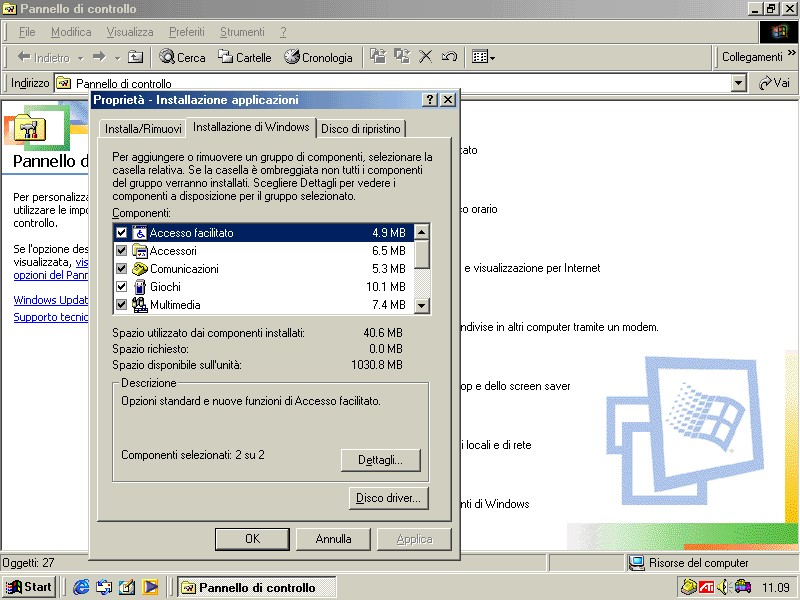 Pannello di controllo
File Modifica Visualizza Preferiti Strumenti ?
Indietro Cerca Cartelle Cronologia Collegamenti »
Indirizzo Pannello di controllo Vai
Proprietà - Installazione applicazioni
Installa/Rimuovi Installazione di Windows Disco di ripristino
Per aggiungere o rimuovere un gruppo di componenti, selezionare la
casella relativa. Se la casella è ombreggiata non tutti i componenti
del gruppo verranno installati. Scegliere Dettagli per vedere i
componenti a disposizione per il gruppo selezionato.
Componenti:
Accesso facilitato 4.9 MB
Accessori 6.5 MB
Comunicazioni 5.3 MB
Giochi 10.1 MB
Multimedia 7.4 MB
Spazio utilizzato dai componenti installati: 40.6 MB
Spazio richiesto: 0.0 MB
Spazio disponibile sull'unità: 1030.8 MB
Descrizione
Opzioni standard e nuove funzioni di Accesso facilitato.
Componenti selezionati: 2 su 2
Dettagli...
Disco driver...
OK Annulla Applica
Pannello d
Per personalizza
utilizzare le impo
controllo.
Se l'opzione des
visualizzata, vis
opzioni del Pann
Windows Updat
Supporto tecnic
cato
co orario
e visualizzazione per Internet
ndivise in altri computer tramite un modem.
op e dello screen saver
i locali e di rete
nti di Windows
Oggetti: 27 Risorse del computer
Start Pannello di controllo ATI 11.09